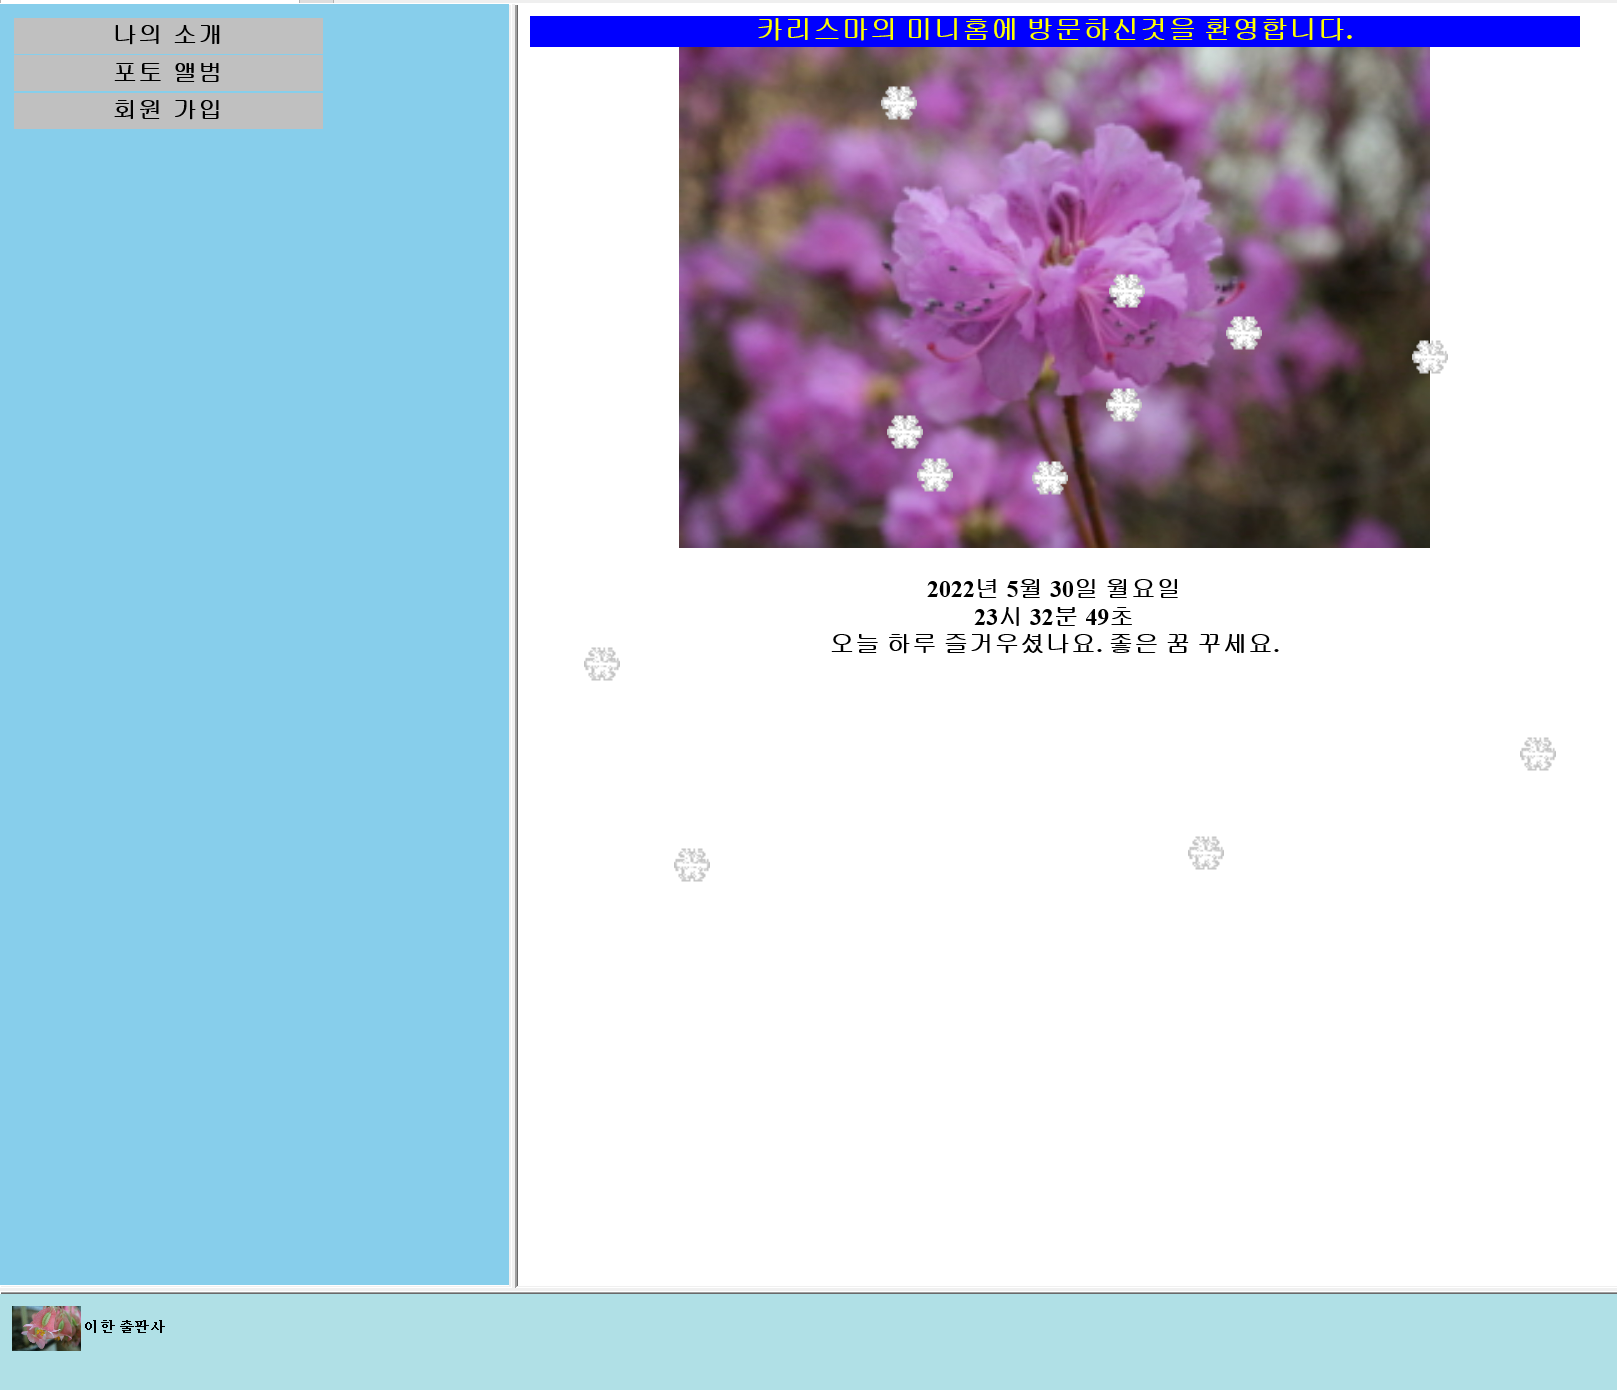 나의 소개
포토 앨범
회원 가입
카리스마의 미니홈에 방문하신것을 환영합니다.
2022년 5월 30일 월요일
23시 32분 49초
오늘 하루 즐거우셨나요. 좋은 꿈 꾸세요.
이한 출판사